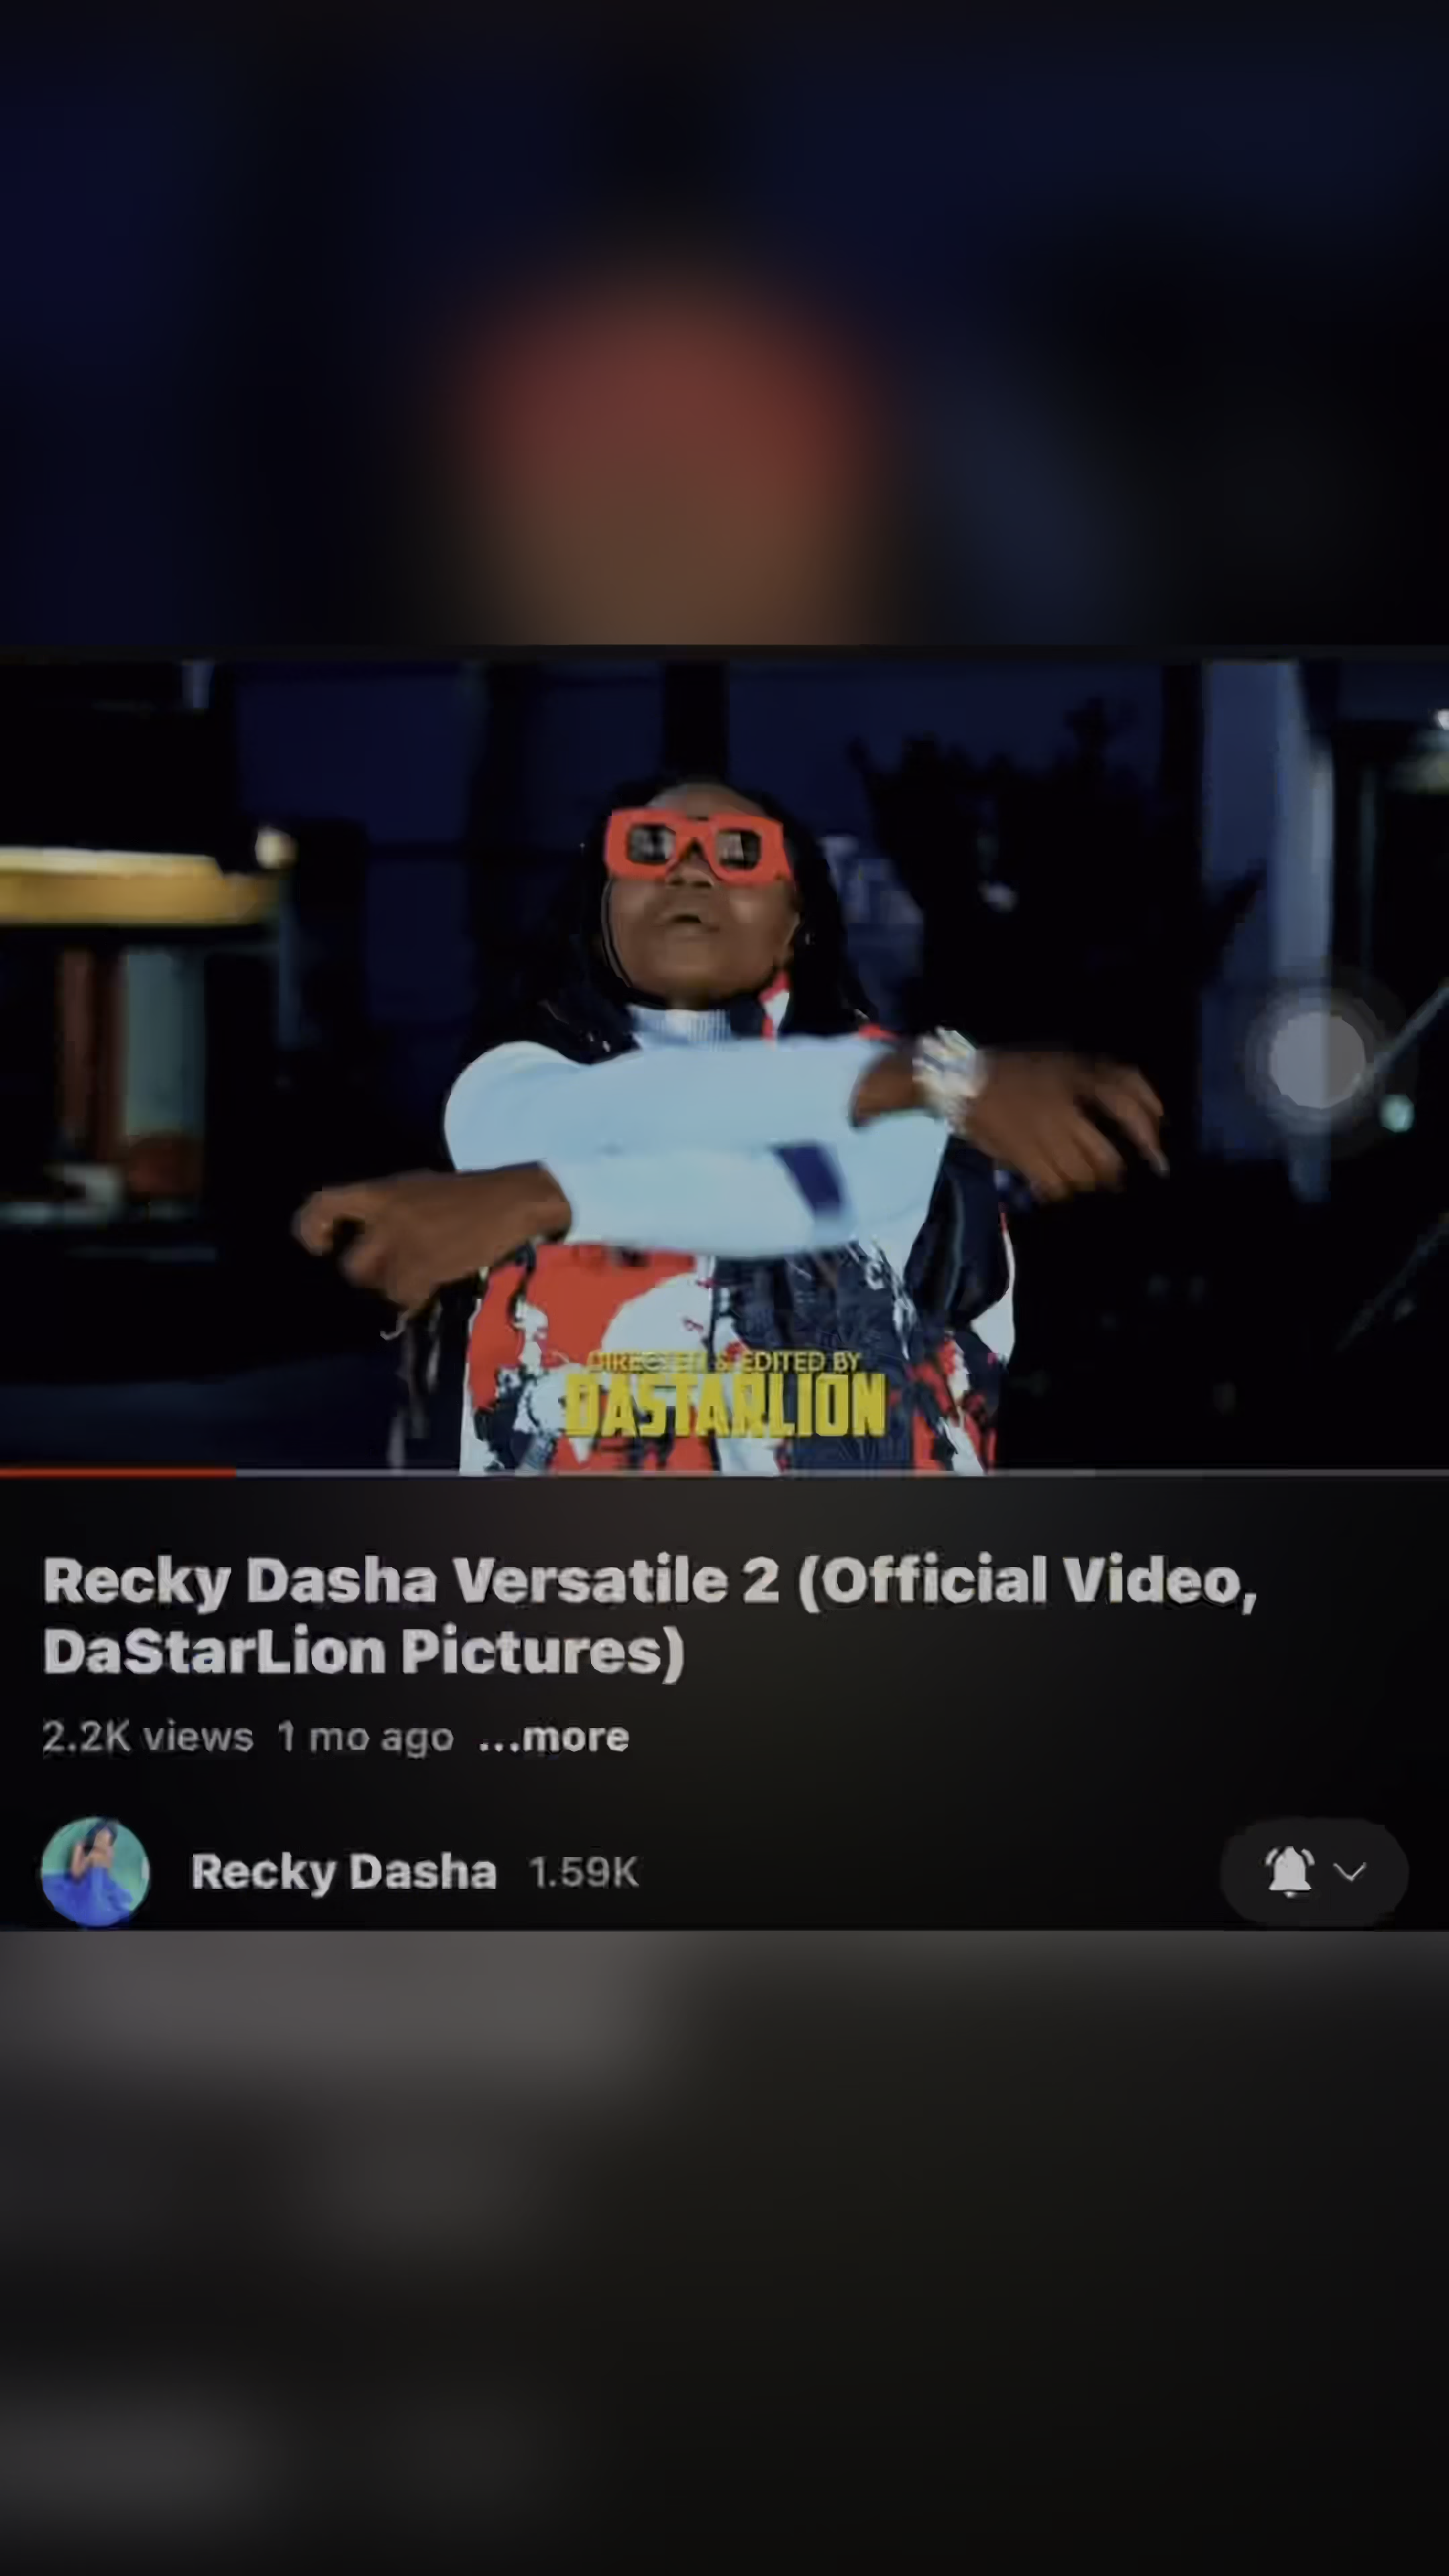 DIRECTED & EDITED BY
DASTARLION
Recky Dasha Versatile 2 (Official Video,
DaStarLion Pictures)
2.2K views 1 mo ago ...more
Recky Dasha 1.59K